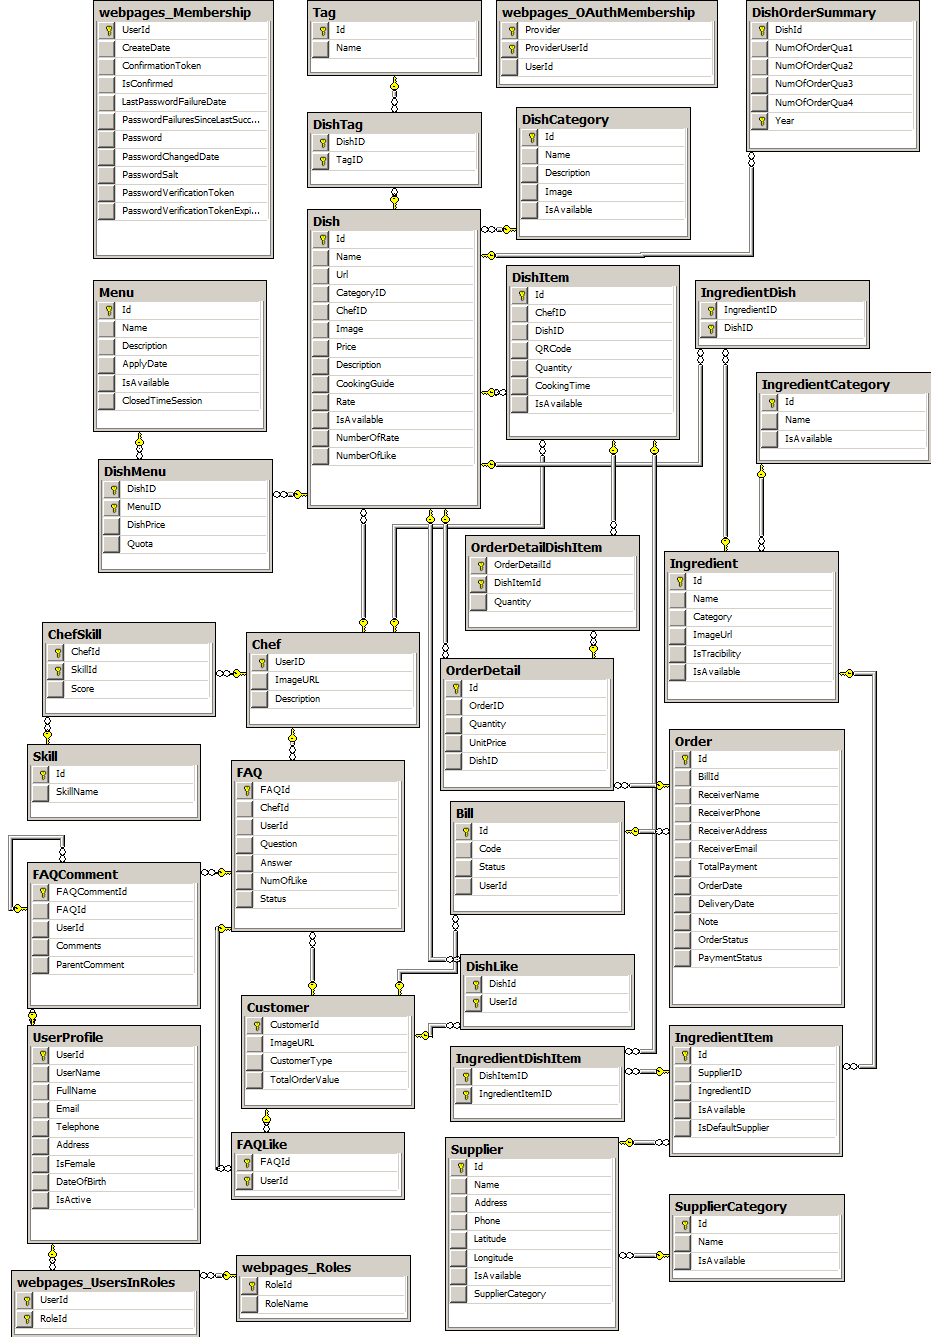 webpages_Membership
UserId
CreateDate
ConfirmationToken
IsConfirmed
LastPasswordFailureDate
PasswordFailuresSinceLastSucc...
Password
PasswordChangedDate
PasswordSalt
PasswordVerificationToken
PasswordVerificationTokenExpi...
Tag
Id
Name
webpages_OAuthMembership
Provider
ProviderUserId
UserId
DishOrderSummary
DishId
NumOfOrderQua1
NumOfOrderQua2
NumOfOrderQua3
NumOfOrderQua4
Year
DishTag
DishID
TagID
DishCategory
Id
Name
Description
Image
IsAvailable
Dish
Id
Name
Url
CategoryID
ChefID
Image
Price
Description
CookingGuide
Rate
IsAvailable
NumberOfRate
NumberOfLike
DishItem
Id
ChefID
DishID
QRCode
Quantity
CookingTime
IsAvailable
IngredientDish
IngredientID
DishID
Menu
Id
Name
Description
ApplyDate
IsAvailable
ClosedTimeSession
IngredientCategory
Id
Name
IsAvailable
DishMenu
DishID
MenuID
DishPrice
Quota
OrderDetailDishItem
OrderDetailId
DishItemId
Quantity
Ingredient
Id
Name
Category
ImageUrl
IsTracibility
IsAvailable
ChefSkill
ChefId
SkillId
Score
Chef
UserID
ImageURL
Description
OrderDetail
Id
OrderID
Quantity
UnitPrice
DishID
Skill
Id
SkillName
FAQ
FAQId
ChefId
UserId
Question
Answer
NumOfLike
Status
Order
Id
BillId
ReceiverName
ReceiverPhone
ReceiverAddress
ReceiverEmail
TotalPayment
OrderDate
DeliveryDate
Note
OrderStatus
PaymentStatus
Bill
Id
Code
Status
UserId
FAQComment
FAQCommentId
FAQId
UserId
Comments
ParentComment
DishLike
DishId
UserId
Customer
CustomerId
ImageURL
CustomerType
TotalOrderValue
UserProfile
UserId
UserName
FullName
Email
Telephone
Address
IsFemale
DateOfBirth
IsActive
IngredientDishItem
DishItemID
IngredientItemID
IngredientItem
Id
SupplierID
IngredientID
IsAvailable
IsDefaultSupplier
FAQLike
FAQId
UserId
Supplier
Id
Name
Address
Phone
Latitude
Longitude
IsAvailable
SupplierCategory
SupplierCategory
Id
Name
IsAvailable
webpages_UsersInRoles
UserId
RoleId
webpages_Roles
RoleId
RoleName